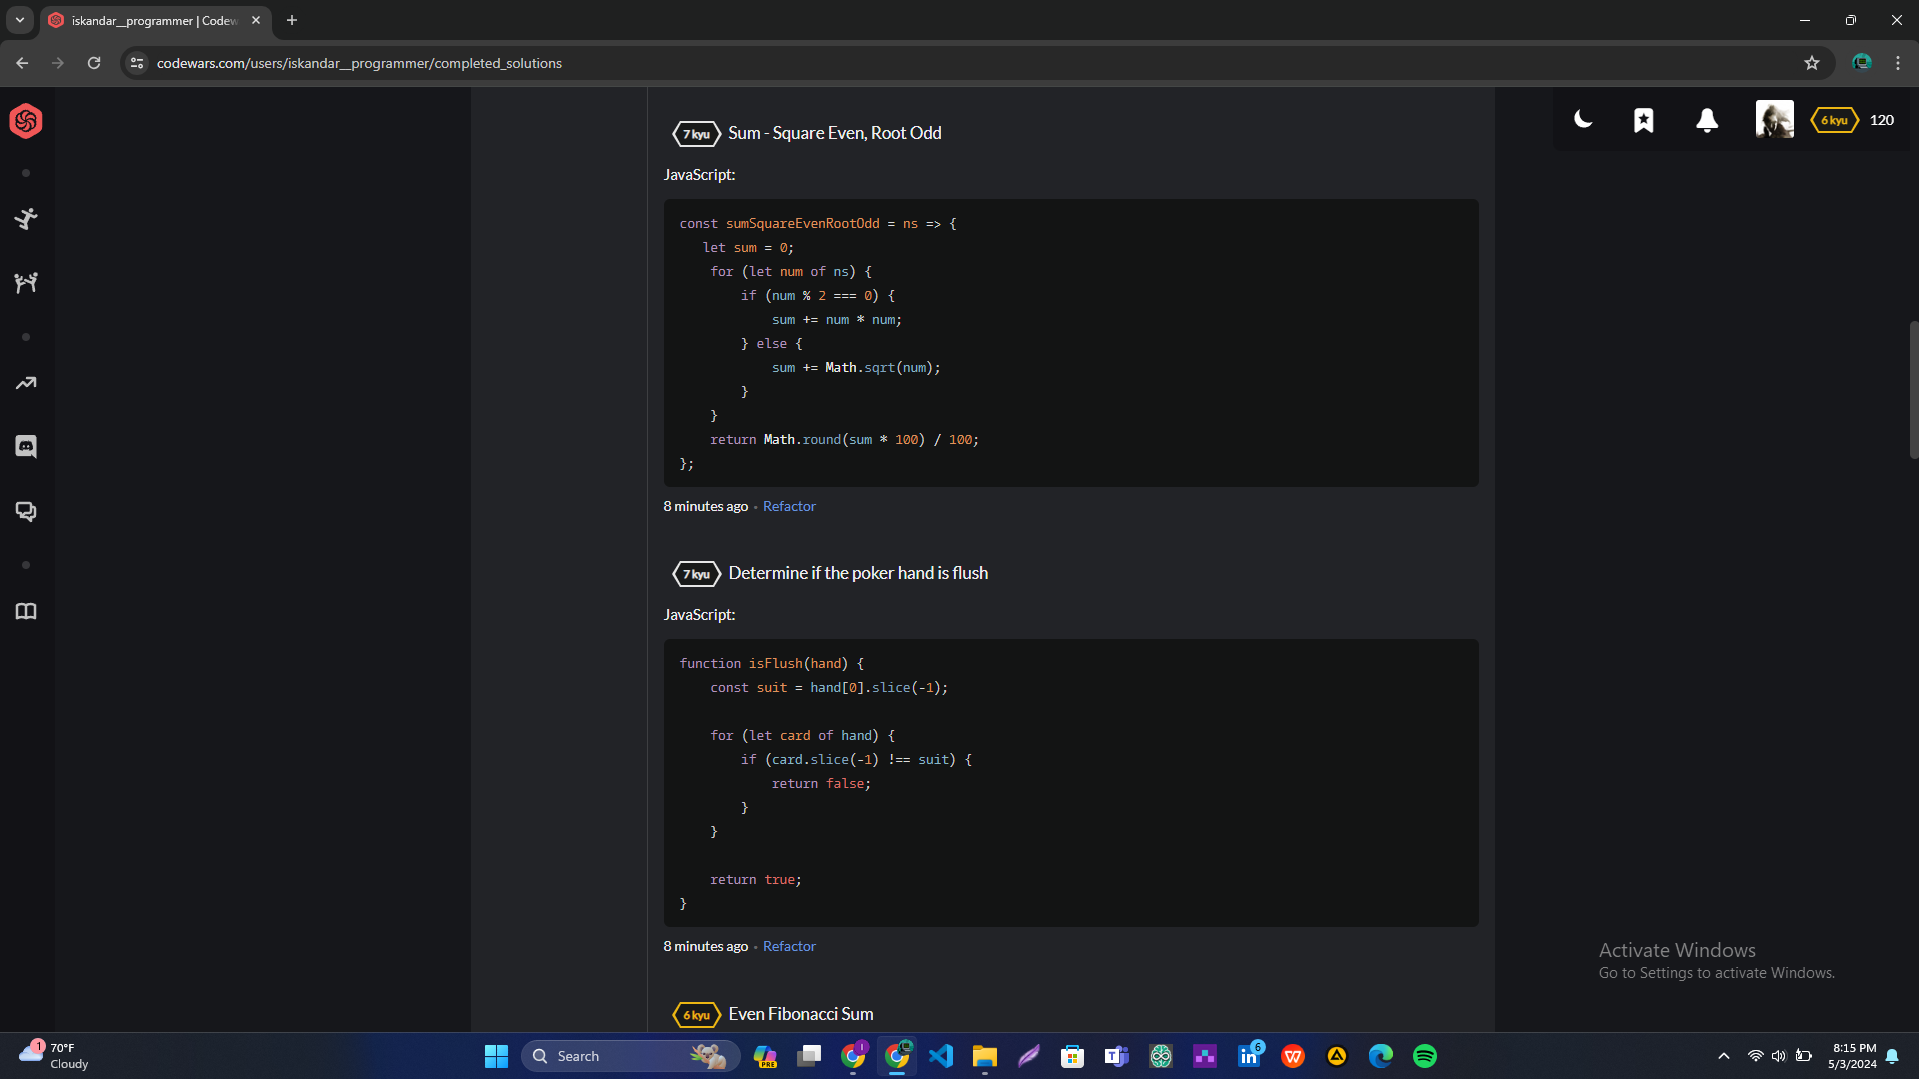 iskandar__programmer | Codew
codewars.com/users/iskandar__programmer/completed_solutions
6 kyu 120
7 kyu Sum - Square Even, Root Odd
JavaScript:
const sumSquareEvenRootOdd = ns => {
let sum = 0;
for (let num of ns) {
if (num % 2 === 0) {
sum += num * num;
} else {
sum += Math.sqrt(num);
}
}
return Math.round(sum * 100) / 100;
};
8 minutes ago • Refactor
7 kyu Determine if the poker hand is flush
JavaScript:
function isFlush(hand) {
const suit = hand[0].slice(-1);
for (let card of hand) {
if (card.slice(-1) !== suit) {
return false;
}
}
return true;
}
8 minutes ago • Refactor
6 kyu Even Fibonacci Sum
Activate Windows
Go to Settings to activate Windows.
1
70°F
Cloudy
Search
PRE
I
T
in
6
W
8:15 PM
5/3/2024